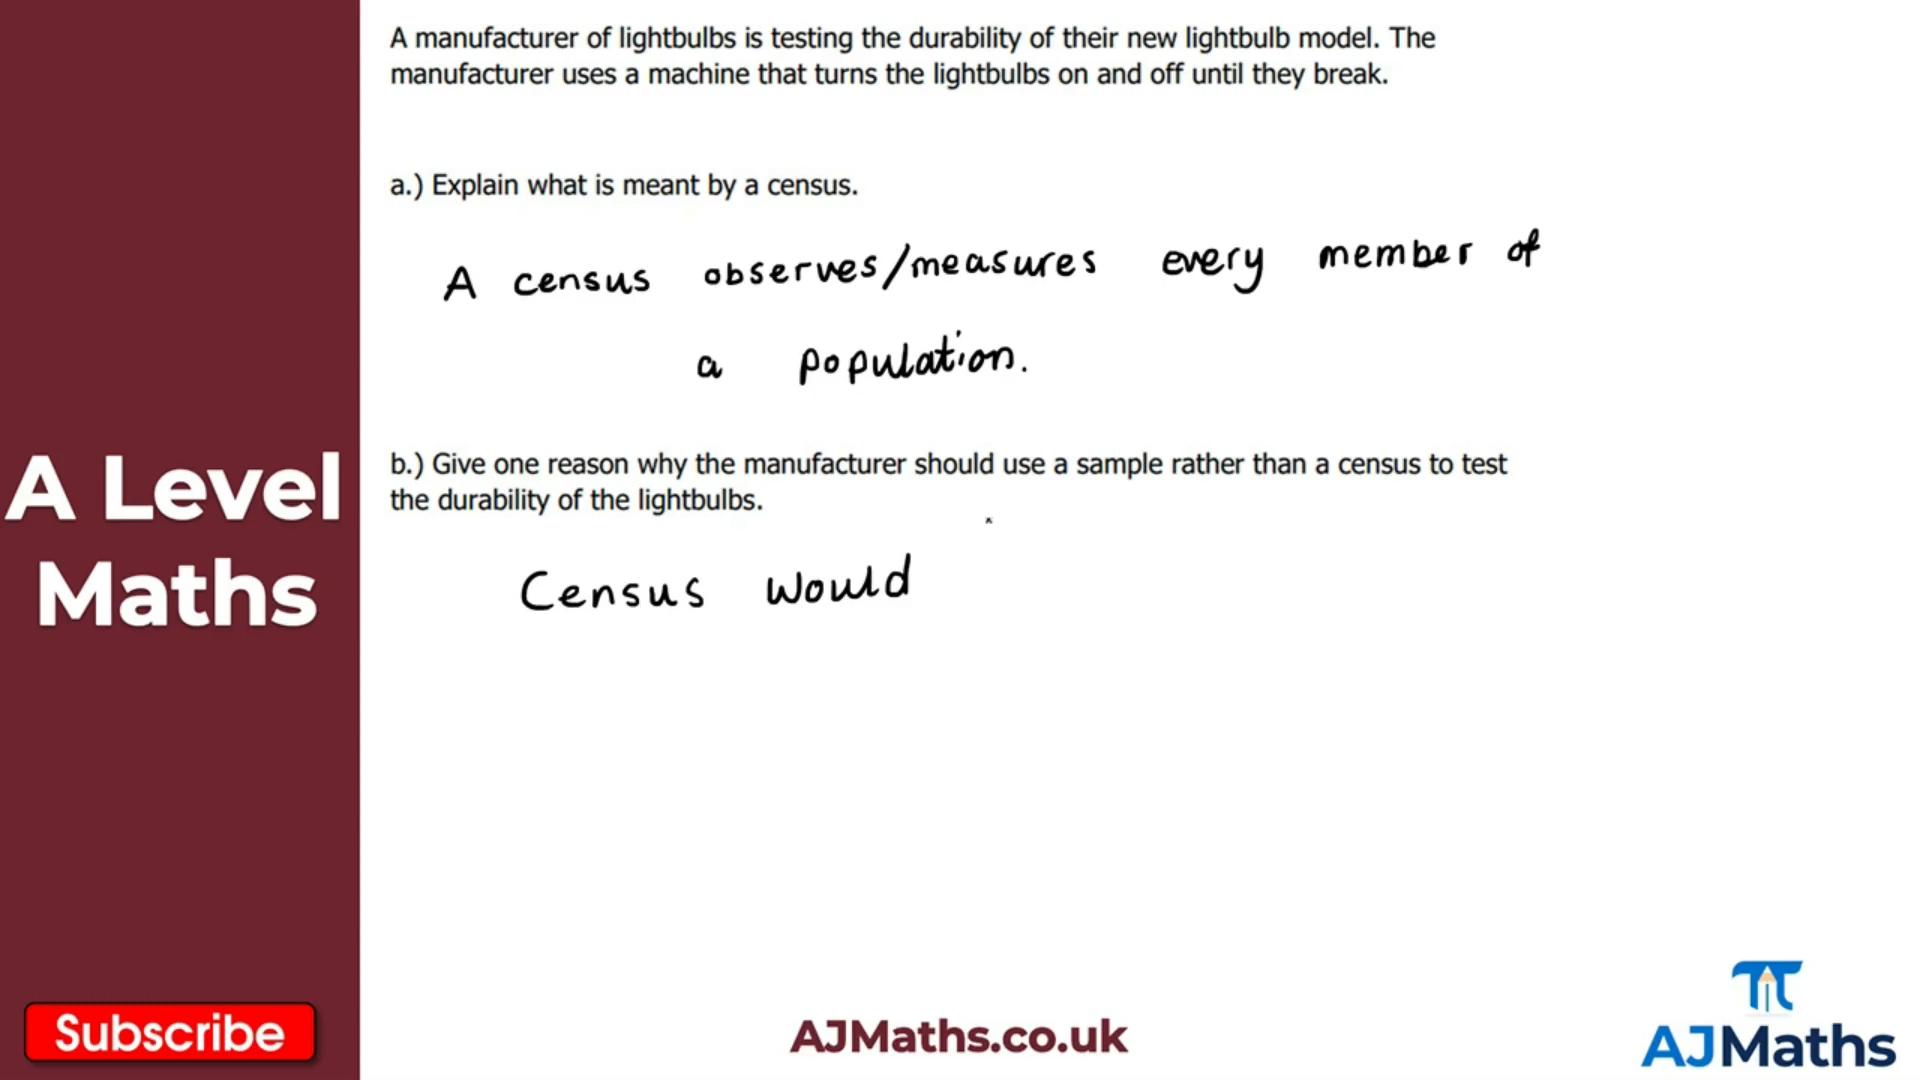 A manufacturer of lightbulbs is testing the durability of their new lightbulb model. The
manufacturer uses a machine that turns the lightbulbs on and off until they break.
a.) Explain what is meant by a census.
A census observes/measures every member of
a population.
b.) Give one reason why the manufacturer should use a sample rather than a census to test
the durability of the lightbulbs.
Census would
A Level
Maths
Subscribe
AJMaths.co.uk
AJMaths